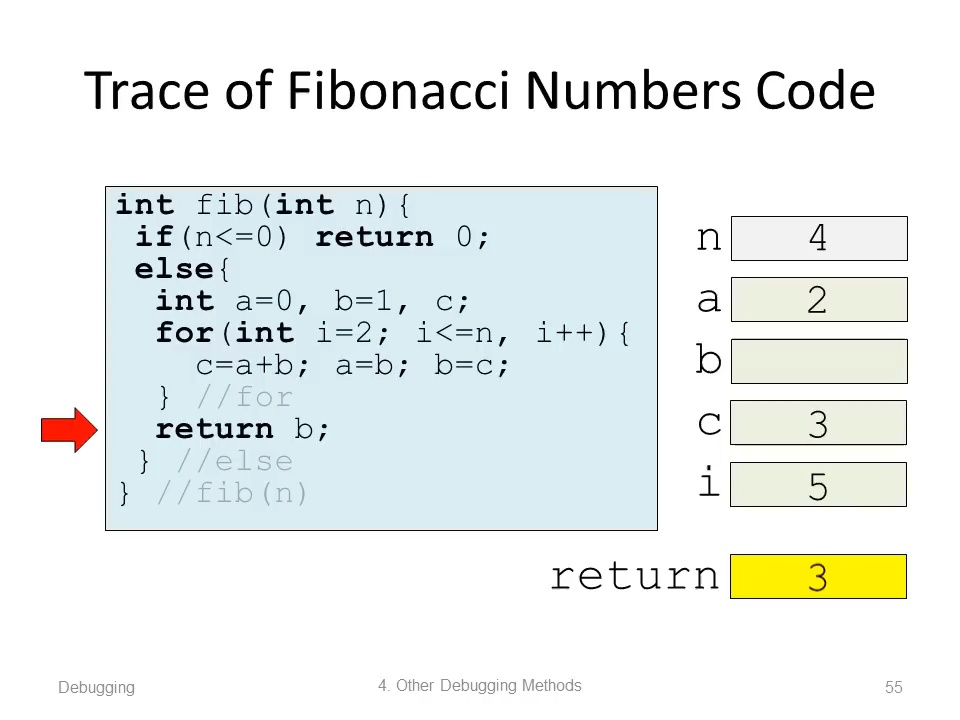 Trace of Fibonacci Numbers Code
int fib(int n){
if(n<=0) return 0;
else{
int a=0, b=1, c;
for(int i=2; i<=n, i++){
c=a+b; a=b; b=c;
} //for
return b;
} //else
} //fib(n)
n 4
a 2
b
c 3
i 5
return 3
Debugging
4. Other Debugging Methods
55